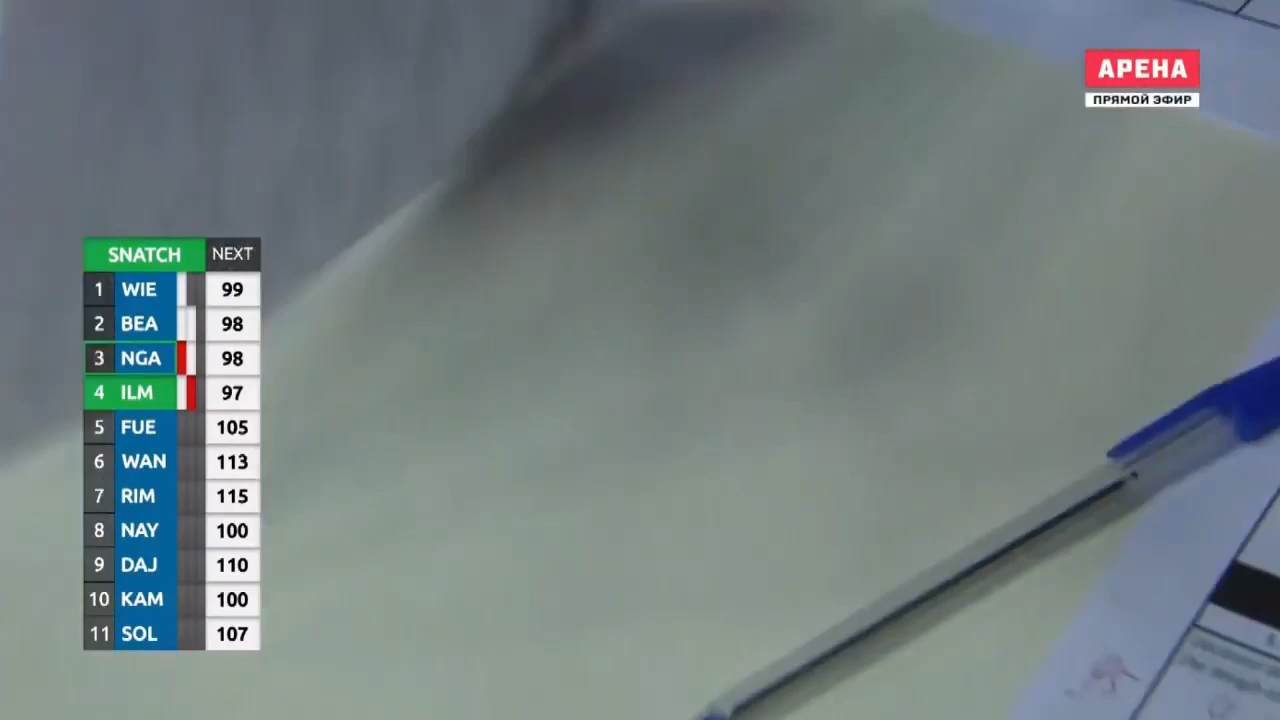 АРЕНА
ПРЯМОЙ ЭФИР
SNATCH NEXT
1 WIE 99
2 BEA 98
3 NGA 98
4 ILM 97
5 FUE 105
6 WAN 113
7 RIM 115
8 NAY 100
9 DAJ 110
10 KAM 100
11 SOL 107